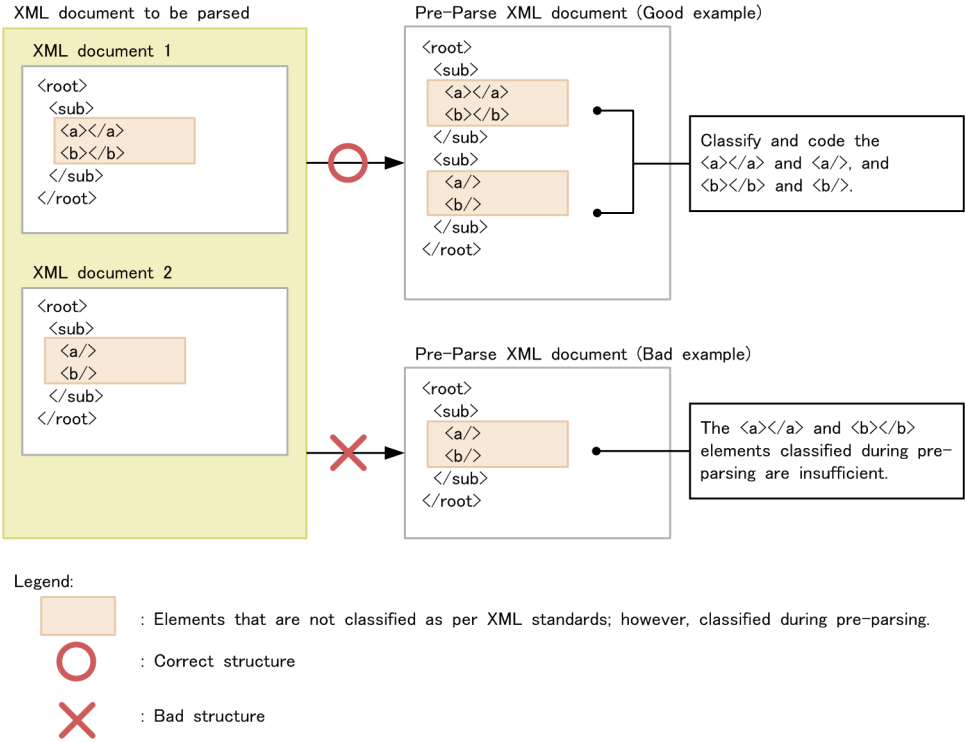 XML document to be parsed
XML document 1
<root>
<sub>
<a></a>
<b></b>
</sub>
</root>
XML document 2
<root>
<sub>
<a/>
<b/>
</sub>
</root>
Pre-Parse XML document (Good example)
<root>
<sub>
<a></a>
<b></b>
</sub>
<sub>
<a/>
<b/>
</sub>
</root>
Classify and code the
<a></a> and <a/>, and
<b></b> and <b/>.
Pre-Parse XML document (Bad example)
<root>
<sub>
<a/>
<b/>
</sub>
</root>
The <a></a> and <b></b>
elements classified during pre-
parsing are insufficient.
Legend:
: Elements that are not classified as per XML standards; however, classified during pre-parsing.
: Correct structure
: Bad structure